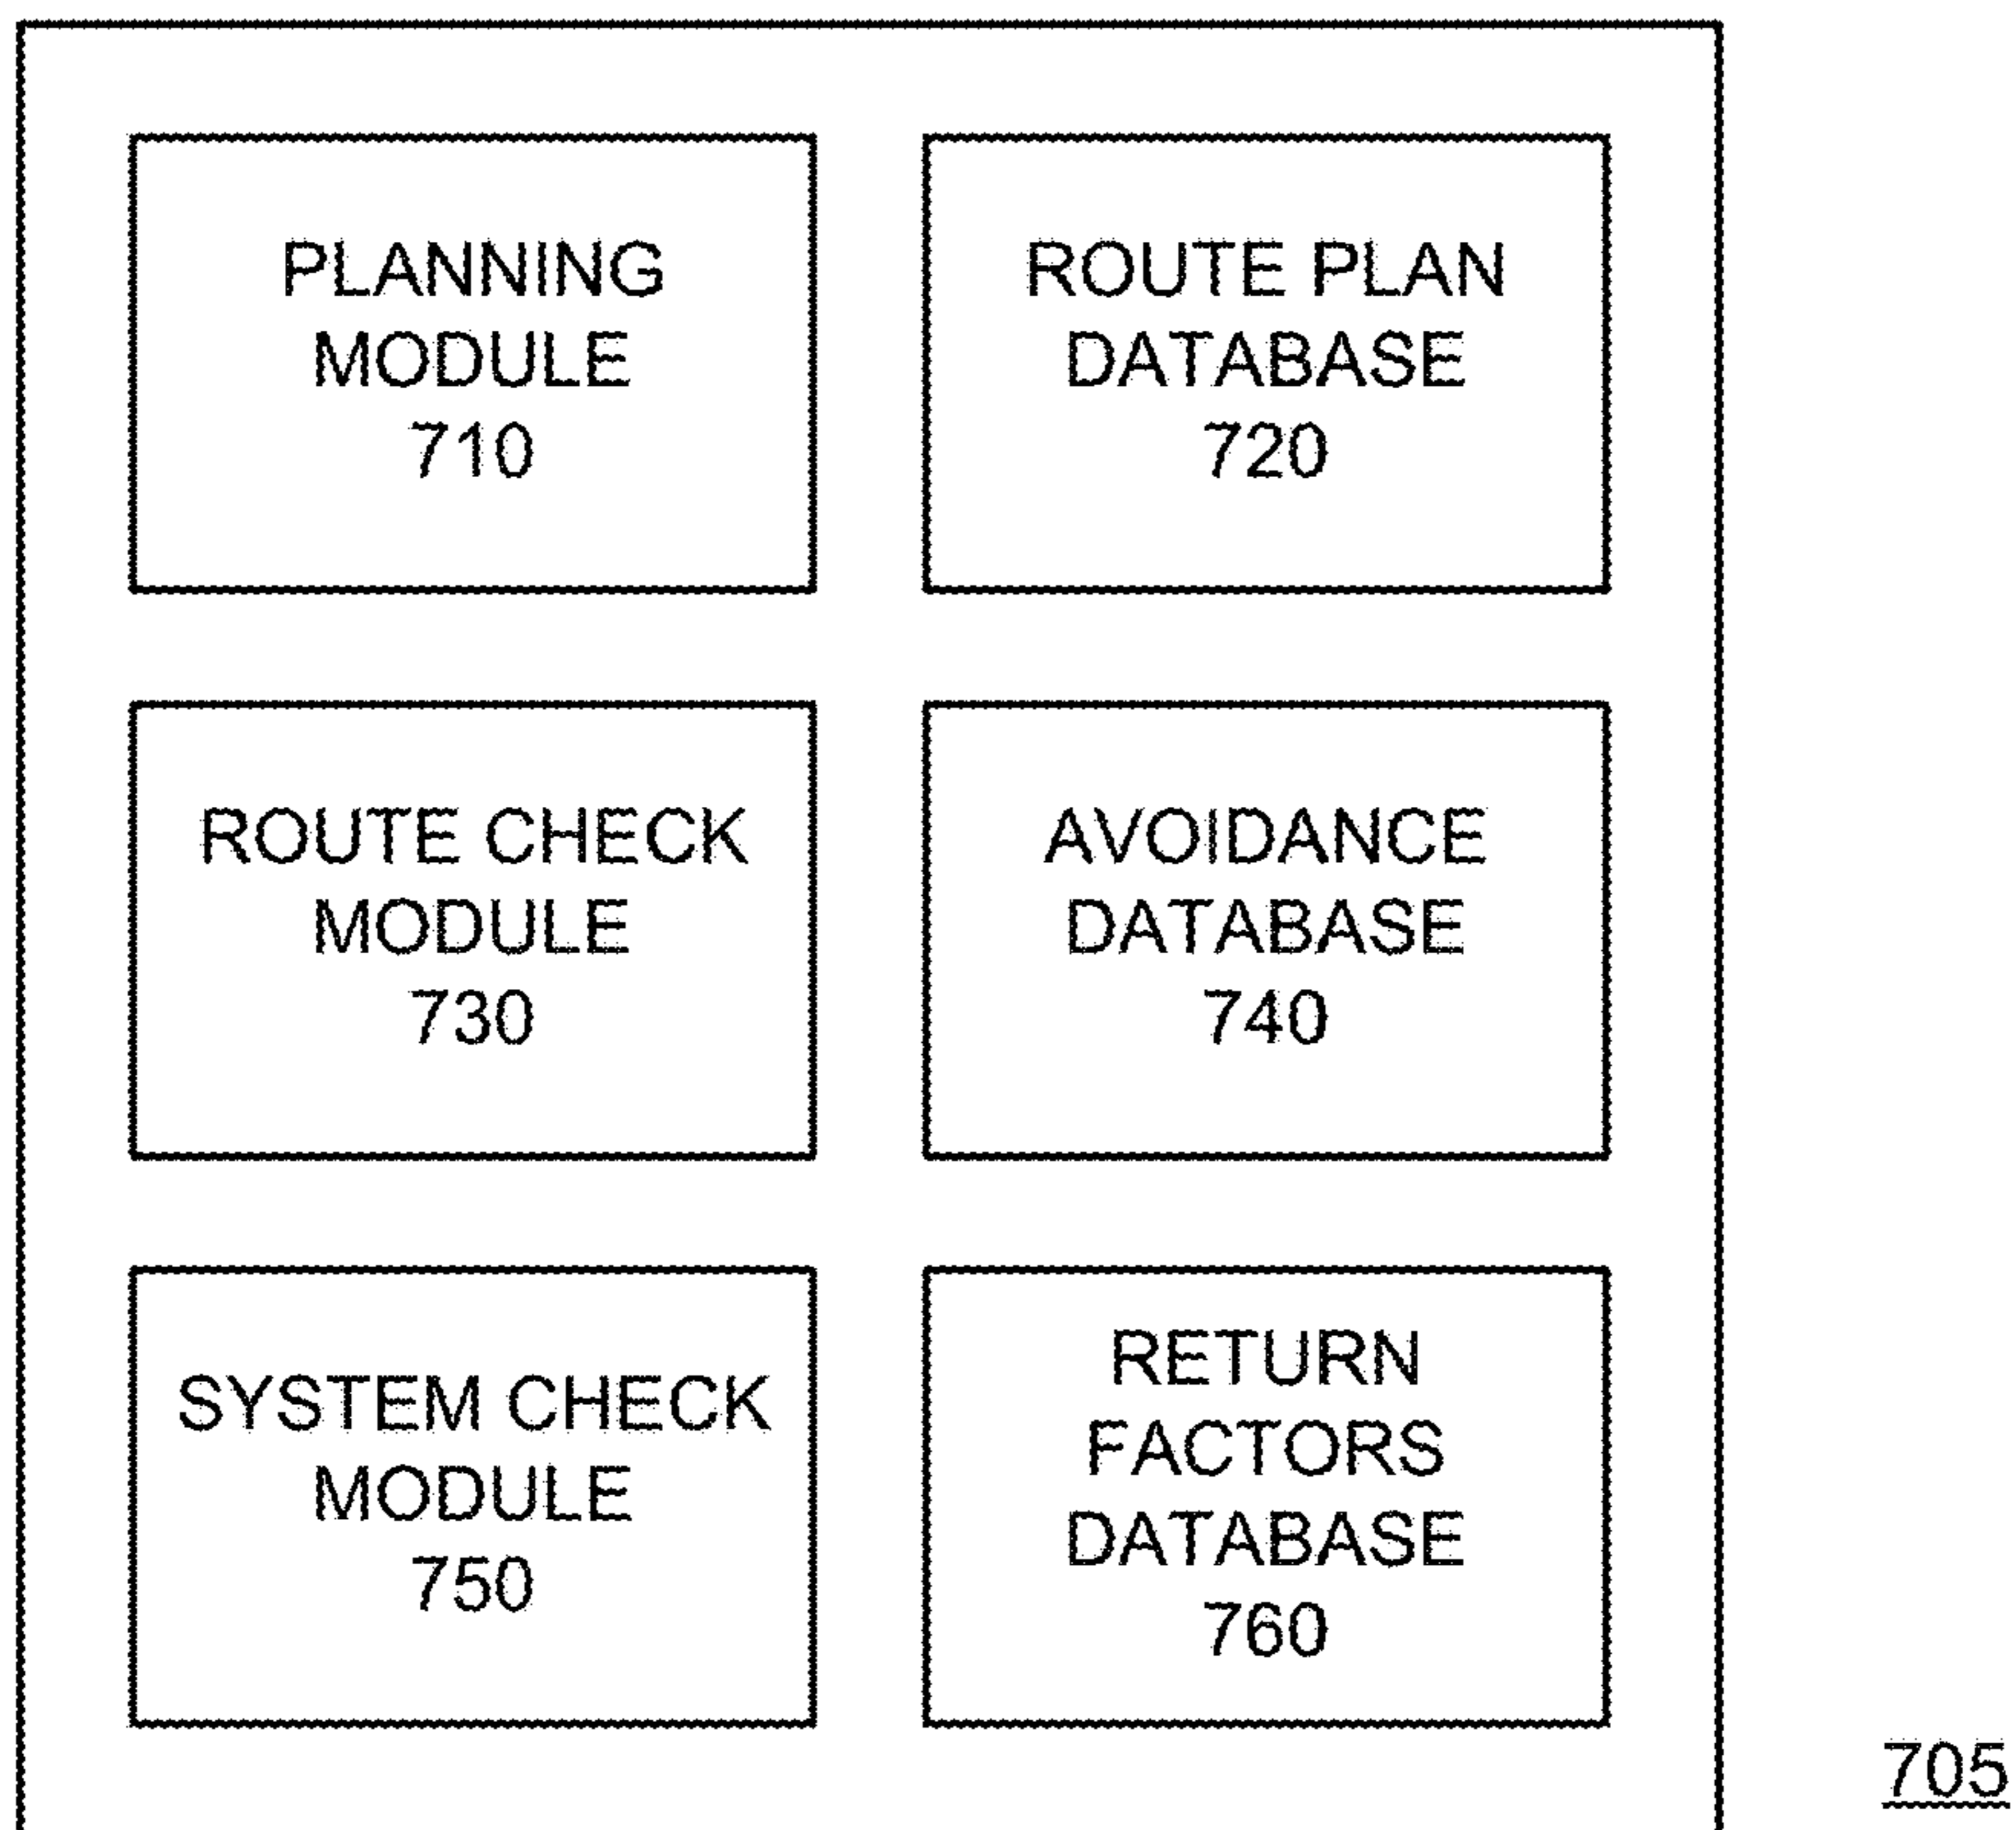 PLANNING
MODULE
710
ROUTE PLAN
DATABASE
720
ROUTE CHECK
MODULE
730
AVOIDANCE
DATABASE
740
SYSTEM CHECK
MODULE
750
RETURN
FACTORS
DATABASE
760
705